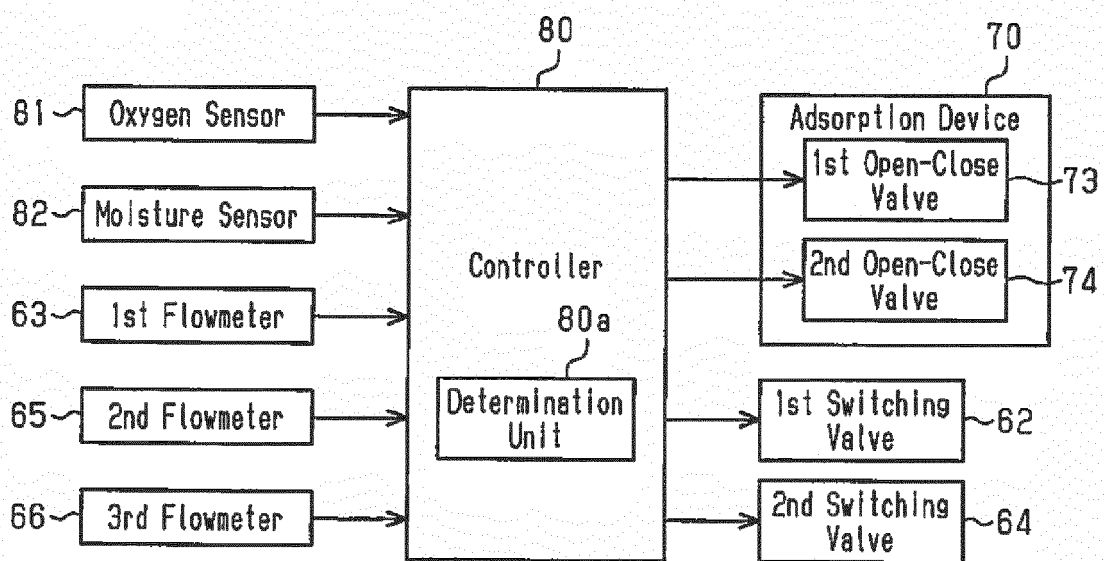 80
70
81
Oxygen Sensor
82
Moisture Sensor
63
1st Flowmeter
65
2nd Flowmeter
66
3rd Flowmeter
Controller
80a
Determination
Unit
Adsorption Device
1st Open-Close
Valve
73
2nd Open-Close
Valve
74
1st Switching
Valve
62
2nd Switching
Valve
64